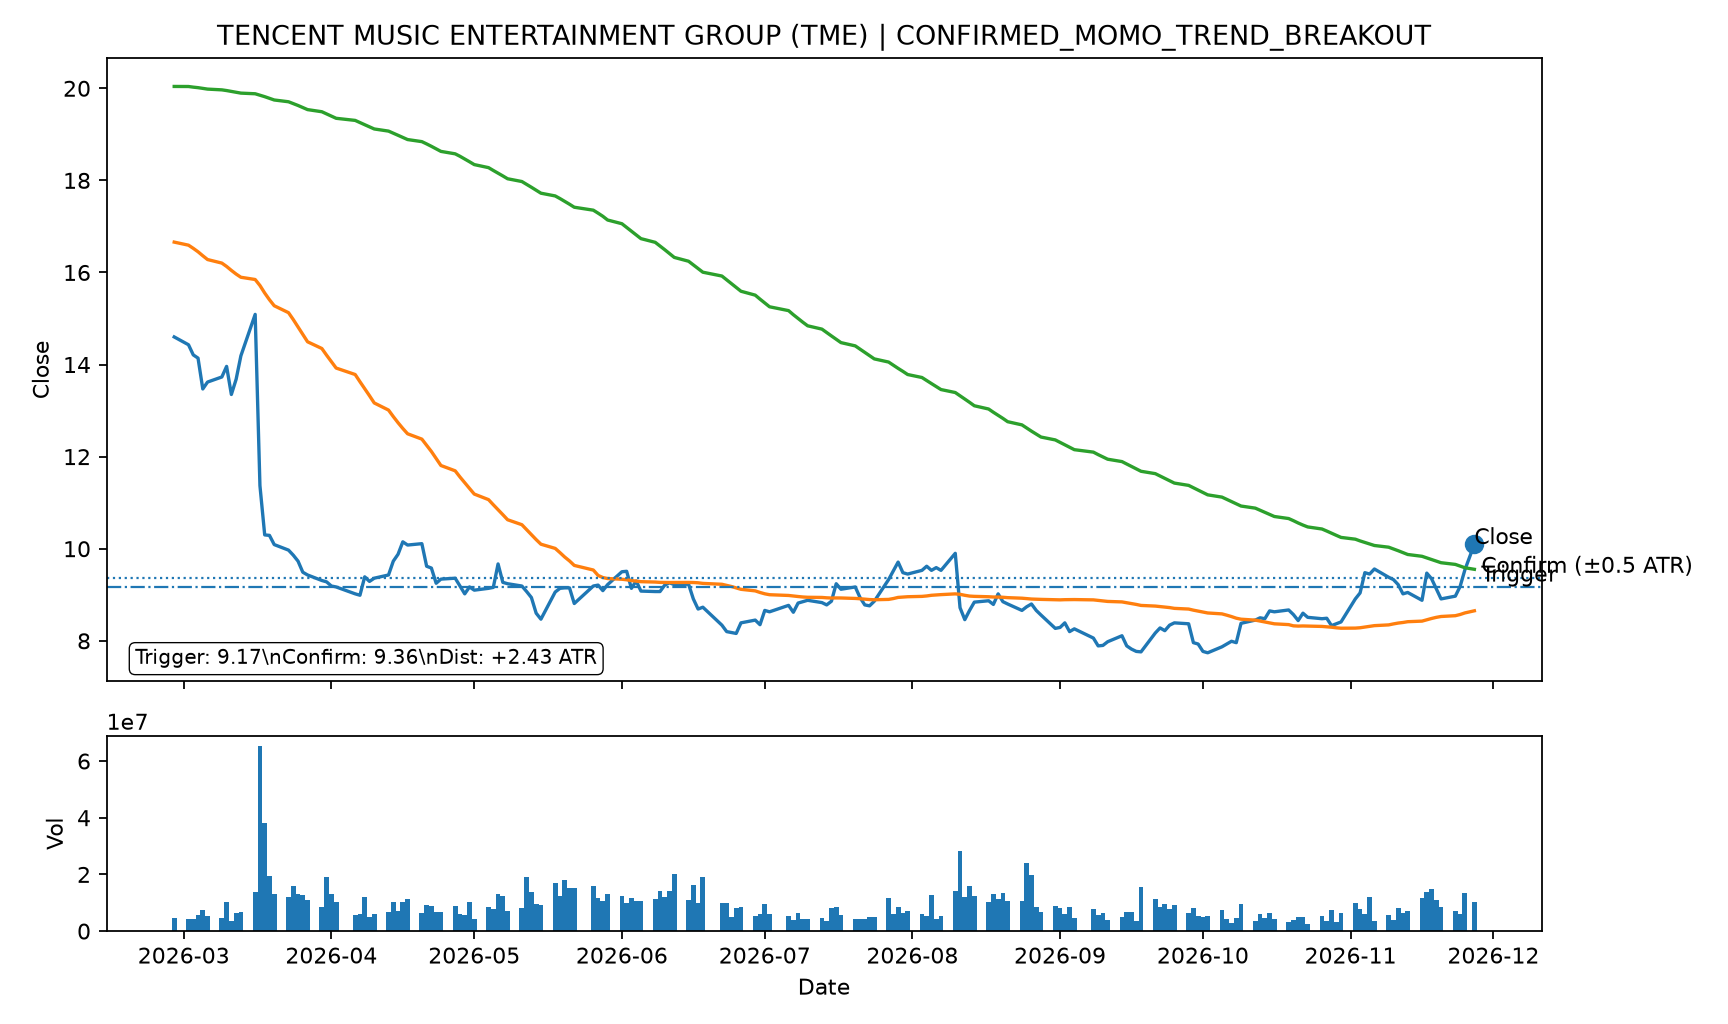 TENCENT MUSIC ENTERTAINMENT GROUP (TME) | CONFIRMED_MOMO_TREND_BREAKOUT
20
18
16
14
12
10
8
Close
Close
Confirm (±0.5 ATR)
Trigger
Trigger: 9.17\nConfirm: 9.36\nDist: +2.43 ATR
1e7
6
4
2
0
Vol
2026-03
2026-04
2026-05
2026-06
2026-07
2026-08
2026-09
2026-10
2026-11
2026-12
Date